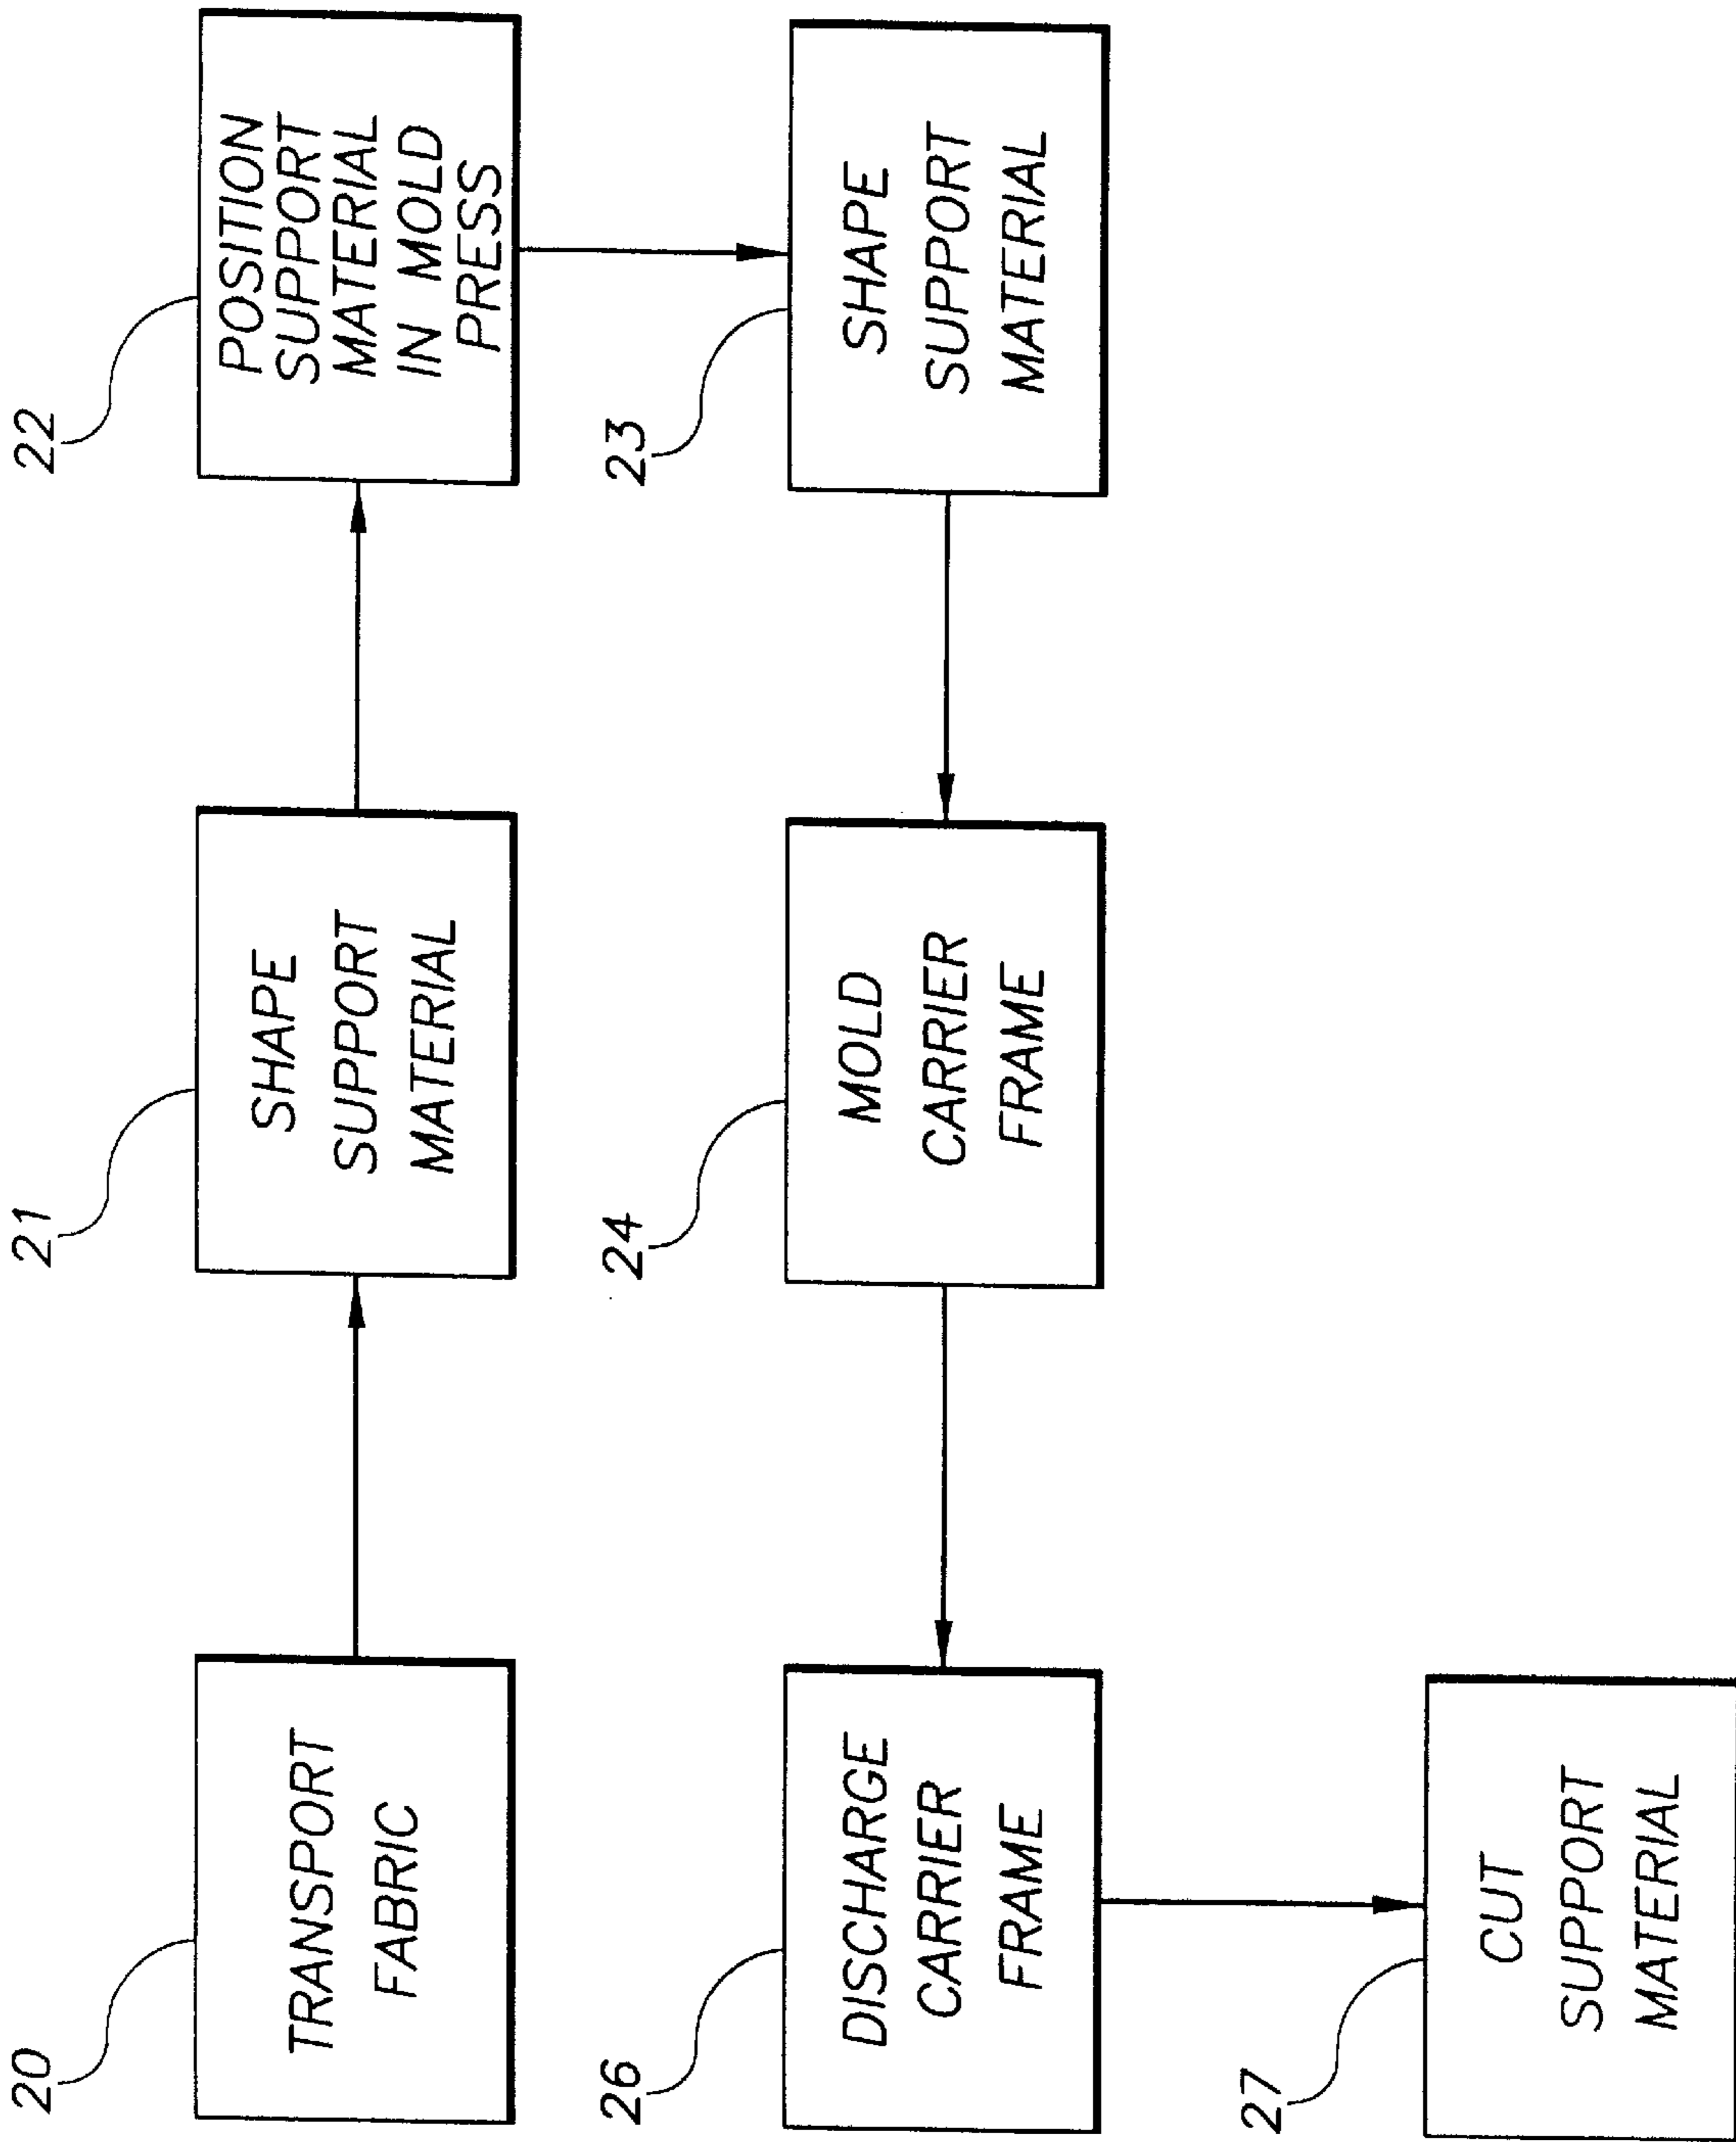 20
TRANSPORT
FABRIC
21
SHAPE
SUPPORT
MATERIAL
22
POSITION
SUPPORT
MATERIAL
IN MOLD
PRESS
23
SHAPE
SUPPORT
MATERIAL
24
MOLD
CARRIER
FRAME
26
DISCHARGE
CARRIER
FRAME
27
CUT
SUPPORT
MATERIAL